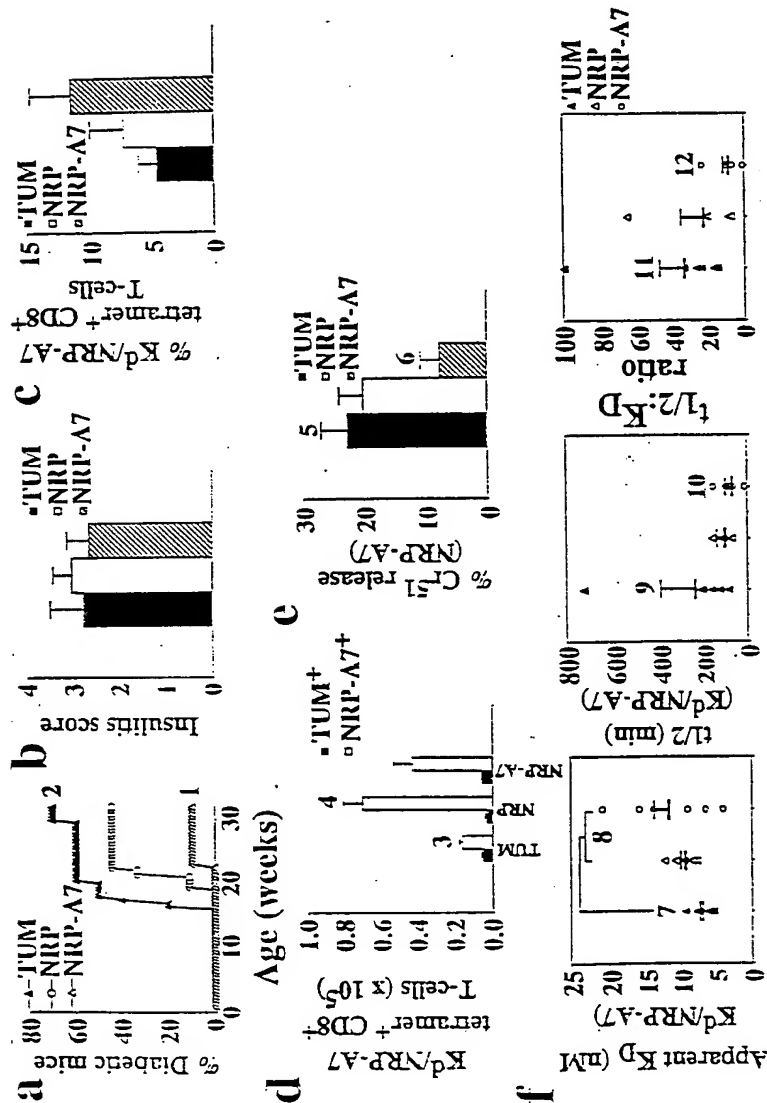 a
% Diabetic mice
80
60
40
20
0
0
10
20
30
Age (weeks)
TUM
NRP
NRP-A7
2
1
b
Insulitis score
4
3
2
1
0
TUM
NRP
NRP-A7
c
% Kd/NRP-A7
tetramer+ CD8+
T-cells
15
10
5
0
TUM
NRP
NRP-A7
d
Kd/NRP-A7
tetramer+ CD8+
T-cells (x 10^5)
1.0
0.8
0.6
0.4
0.2
0.0
TUM+
NRP-A7+
3
4
TUM
NRP
NRP-A7
e
% Cr51 release
(NRP-A7)
30
20
10
0
TUM
NRP
NRP-A7
5
6
f
Apparent KD (nM)
Kd/NRP-A7)
25
20
15
10
5
0
7
8
t1/2 (min)
(Kd/NRP-A7)
800
600
400
200
0
9
10
t1/2:KD
ratio
100
80
60
40
20
0
11
12
TUM
NRP
NRP-A7